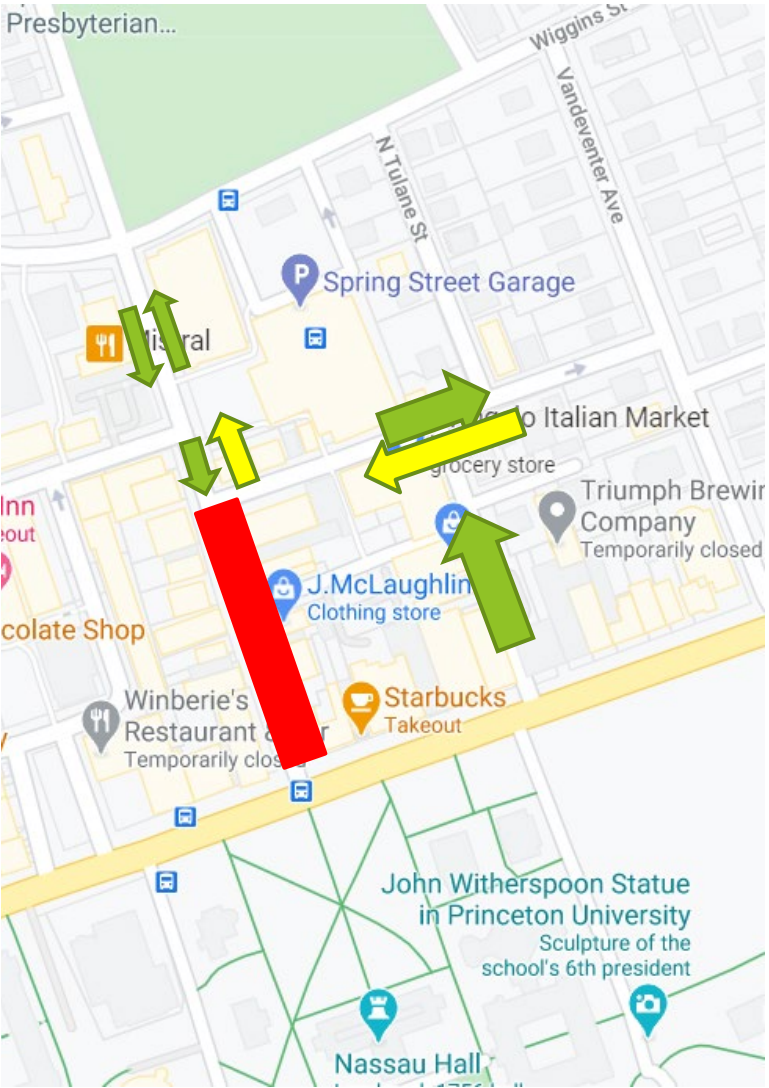 Presbyterian...
Wiggins St
Vandeventer Ave
N Tulane St
P
Spring Street Garage
Italian Market
grocery store
Inn
Triumph Brewin
Company
Temporarily closed
J.McLaughlin
Clothing store
colate Shop
Winberie's
Restaurant &
Temporarily clos
Starbucks
Takeout
John Witherspoon Statue
in Princeton University
Sculpture of the
school's 6th president
Nassau Hall